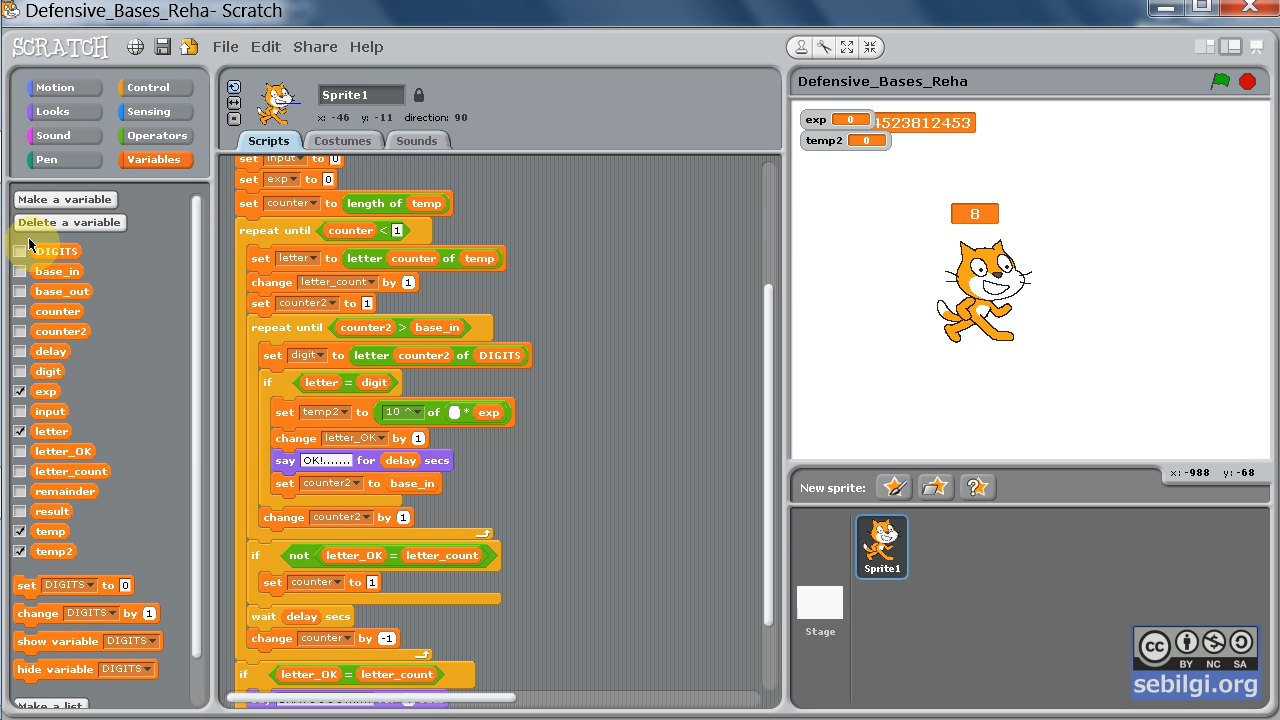 Defensive_Bases_Reha- Scratch
SCRATCH File Edit Share Help
Motion Control
Looks Sensing
Sound Operators
Pen Variables
Make a variable
Delete a variable
DIGITS
base_in
base_out
counter
counter2
delay
digit
exp
input
letter
letter_OK
letter_count
remainder
result
temp
temp2
set DIGITS to 0
change DIGITS by 1
show variable DIGITS
hide variable DIGITS
Make a list
Sprite1
x: -46 y: -11 direction: 90
Scripts Costumes Sounds
set input to 0
set exp to 0
set counter to length of temp
repeat until counter < 1
set letter to letter counter of temp
change letter_count by 1
set counter2 to 1
repeat until counter2 > base_in
set digit to letter counter2 of DIGITS
if letter = digit
set temp2 to 10 ^ of * exp
change letter_OK by 1
say OK!....... for delay secs
set counter2 to base_in
change counter2 by 1
if not letter_OK = letter_count
set counter to 1
wait delay secs
change counter by -1
if letter_OK = letter_count
Defensive_Bases_Reha
exp 0 4523812453
temp2 0
8
x: -988 y: -68
New sprite:
Sprite1
Stage
cc BY NC SA
sebilgi.org